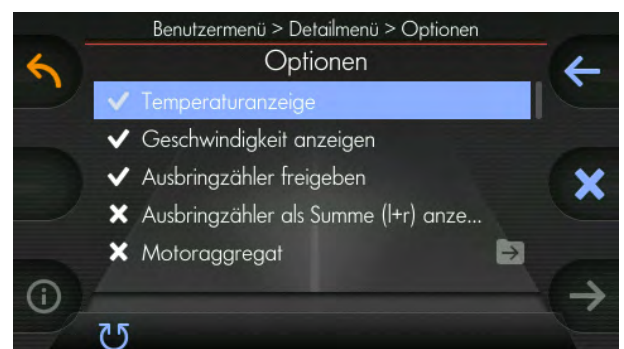 Benutzermenü > Detailmenü > Optionen
Optionen
Temperaturanzeige
Geschwindigkeit anzeigen
Ausbringzähler freigeben
Ausbringzähler als Summe (l+r) anze...
Motoraggregat